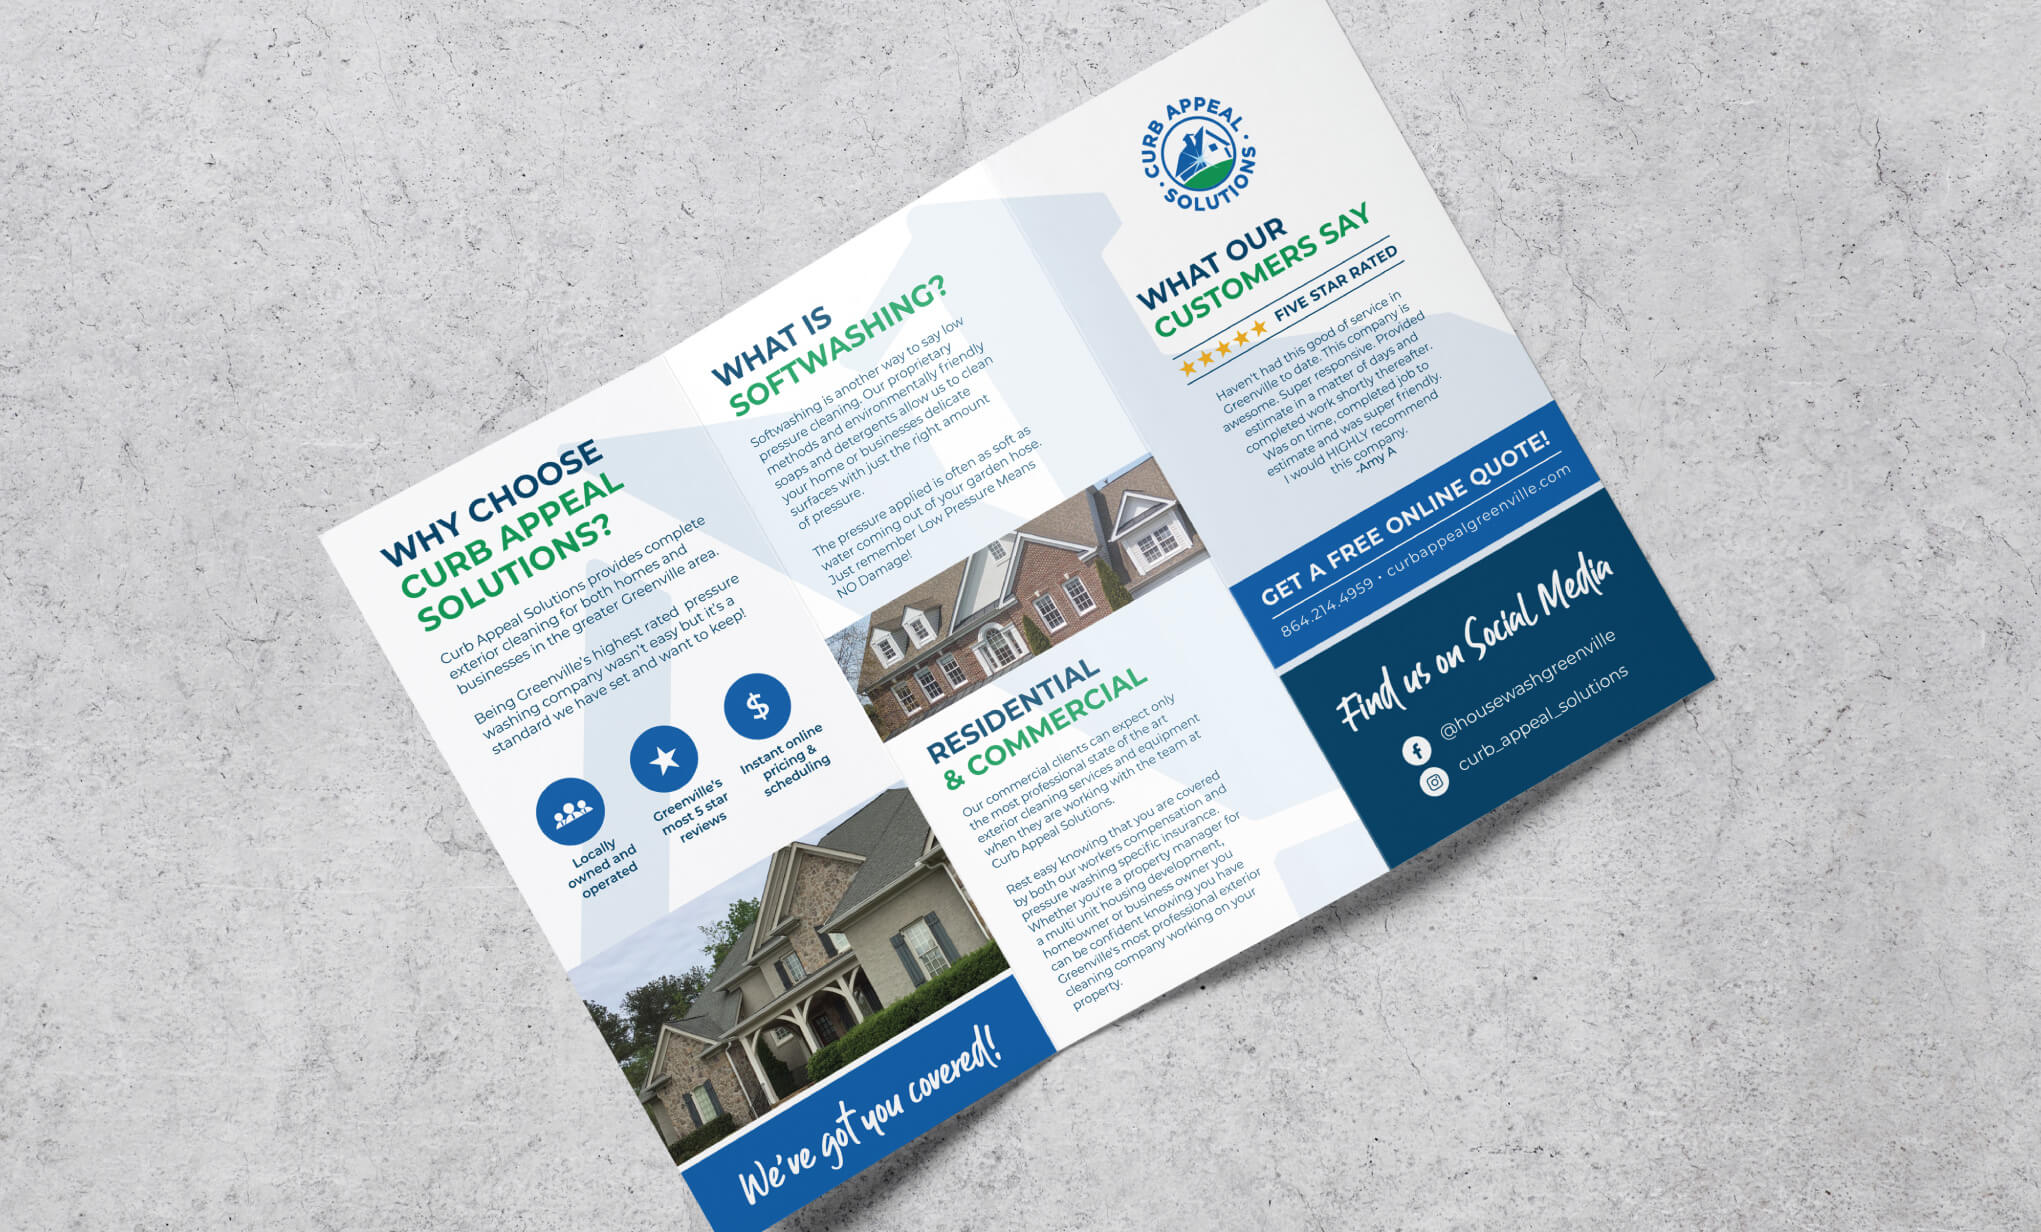 WHY CHOOSE
CURB APPEAL
SOLUTIONS?
Curb Appeal Solutions provides complete
exterior cleaning for both homes and
businesses in the greater Greenville area.
Being Greenville's highest rated pressure
washing company wasn't easy but it's a
standard we have set and want to keep!
Locally
owned and
operated
Greenville's
most 5 star
reviews
$
Instant online
pricing &
scheduling
We've got you covered!
WHAT IS
SOFTWASHING?
Softwashing is another way to say low
pressure cleaning. Our proprietary
methods and environmentally friendly
soaps and detergents allow us to clean
your home or businesses delicate
surfaces with just the right amount
of pressure.
The pressure applied is often as soft as
water coming out of your garden hose.
Just remember Low Pressure Means
NO Damage!
RESIDENTIAL
& COMMERCIAL
Our commercial clients can expect only
the most professional state of the art
exterior cleaning services and equipment
when they are working with the team at
Curb Appeal Solutions.
Rest easy knowing that you are covered
by both our workers compensation and
pressure washing specific insurance.
Whether you're a property manager for
a multi unit housing development,
homeowner or business owner you
can be confident knowing you have
Greenville's most professional exterior
cleaning company working on your
property.
CURB APPEAL
SOLUTIONS
WHAT OUR
CUSTOMERS SAY
FIVE STAR RATED
Haven't had this good of service in
Greenville to date. This company is
awesome. Super responsive. Provided
estimate in a matter of days and
completed work shortly thereafter.
Was on time, completed job to
estimate and was super friendly.
I would HIGHLY recommend
this company.
-Amy A
GET A FREE ONLINE QUOTE!
864.214.4959 • curbappealgreenville.com
Find us on Social Media
@housewashgreenville
curb_appeal_solutions